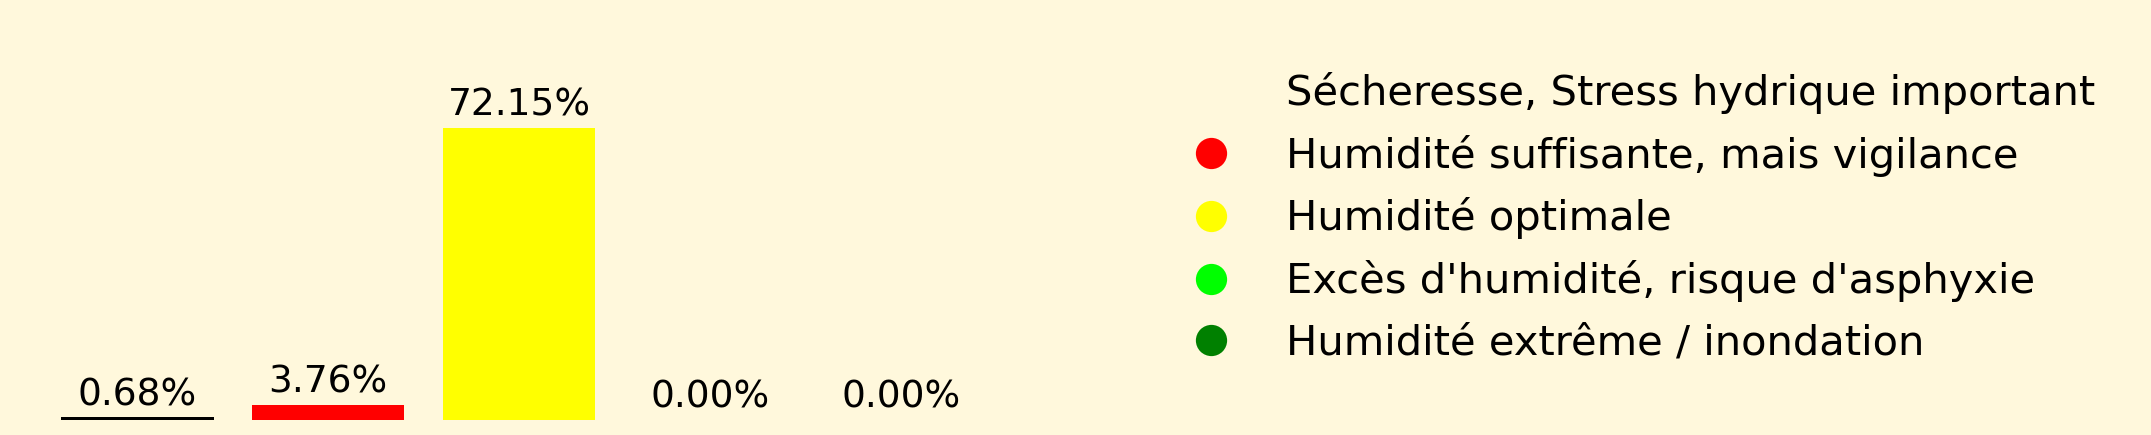 72.15%
0.68%
3.76%
0.00%
0.00%
Sécheresse, Stress hydrique important
Humidité suffisante, mais vigilance
Humidité optimale
Excès d'humidité, risque d'asphyxie
Humidité extrême / inondation